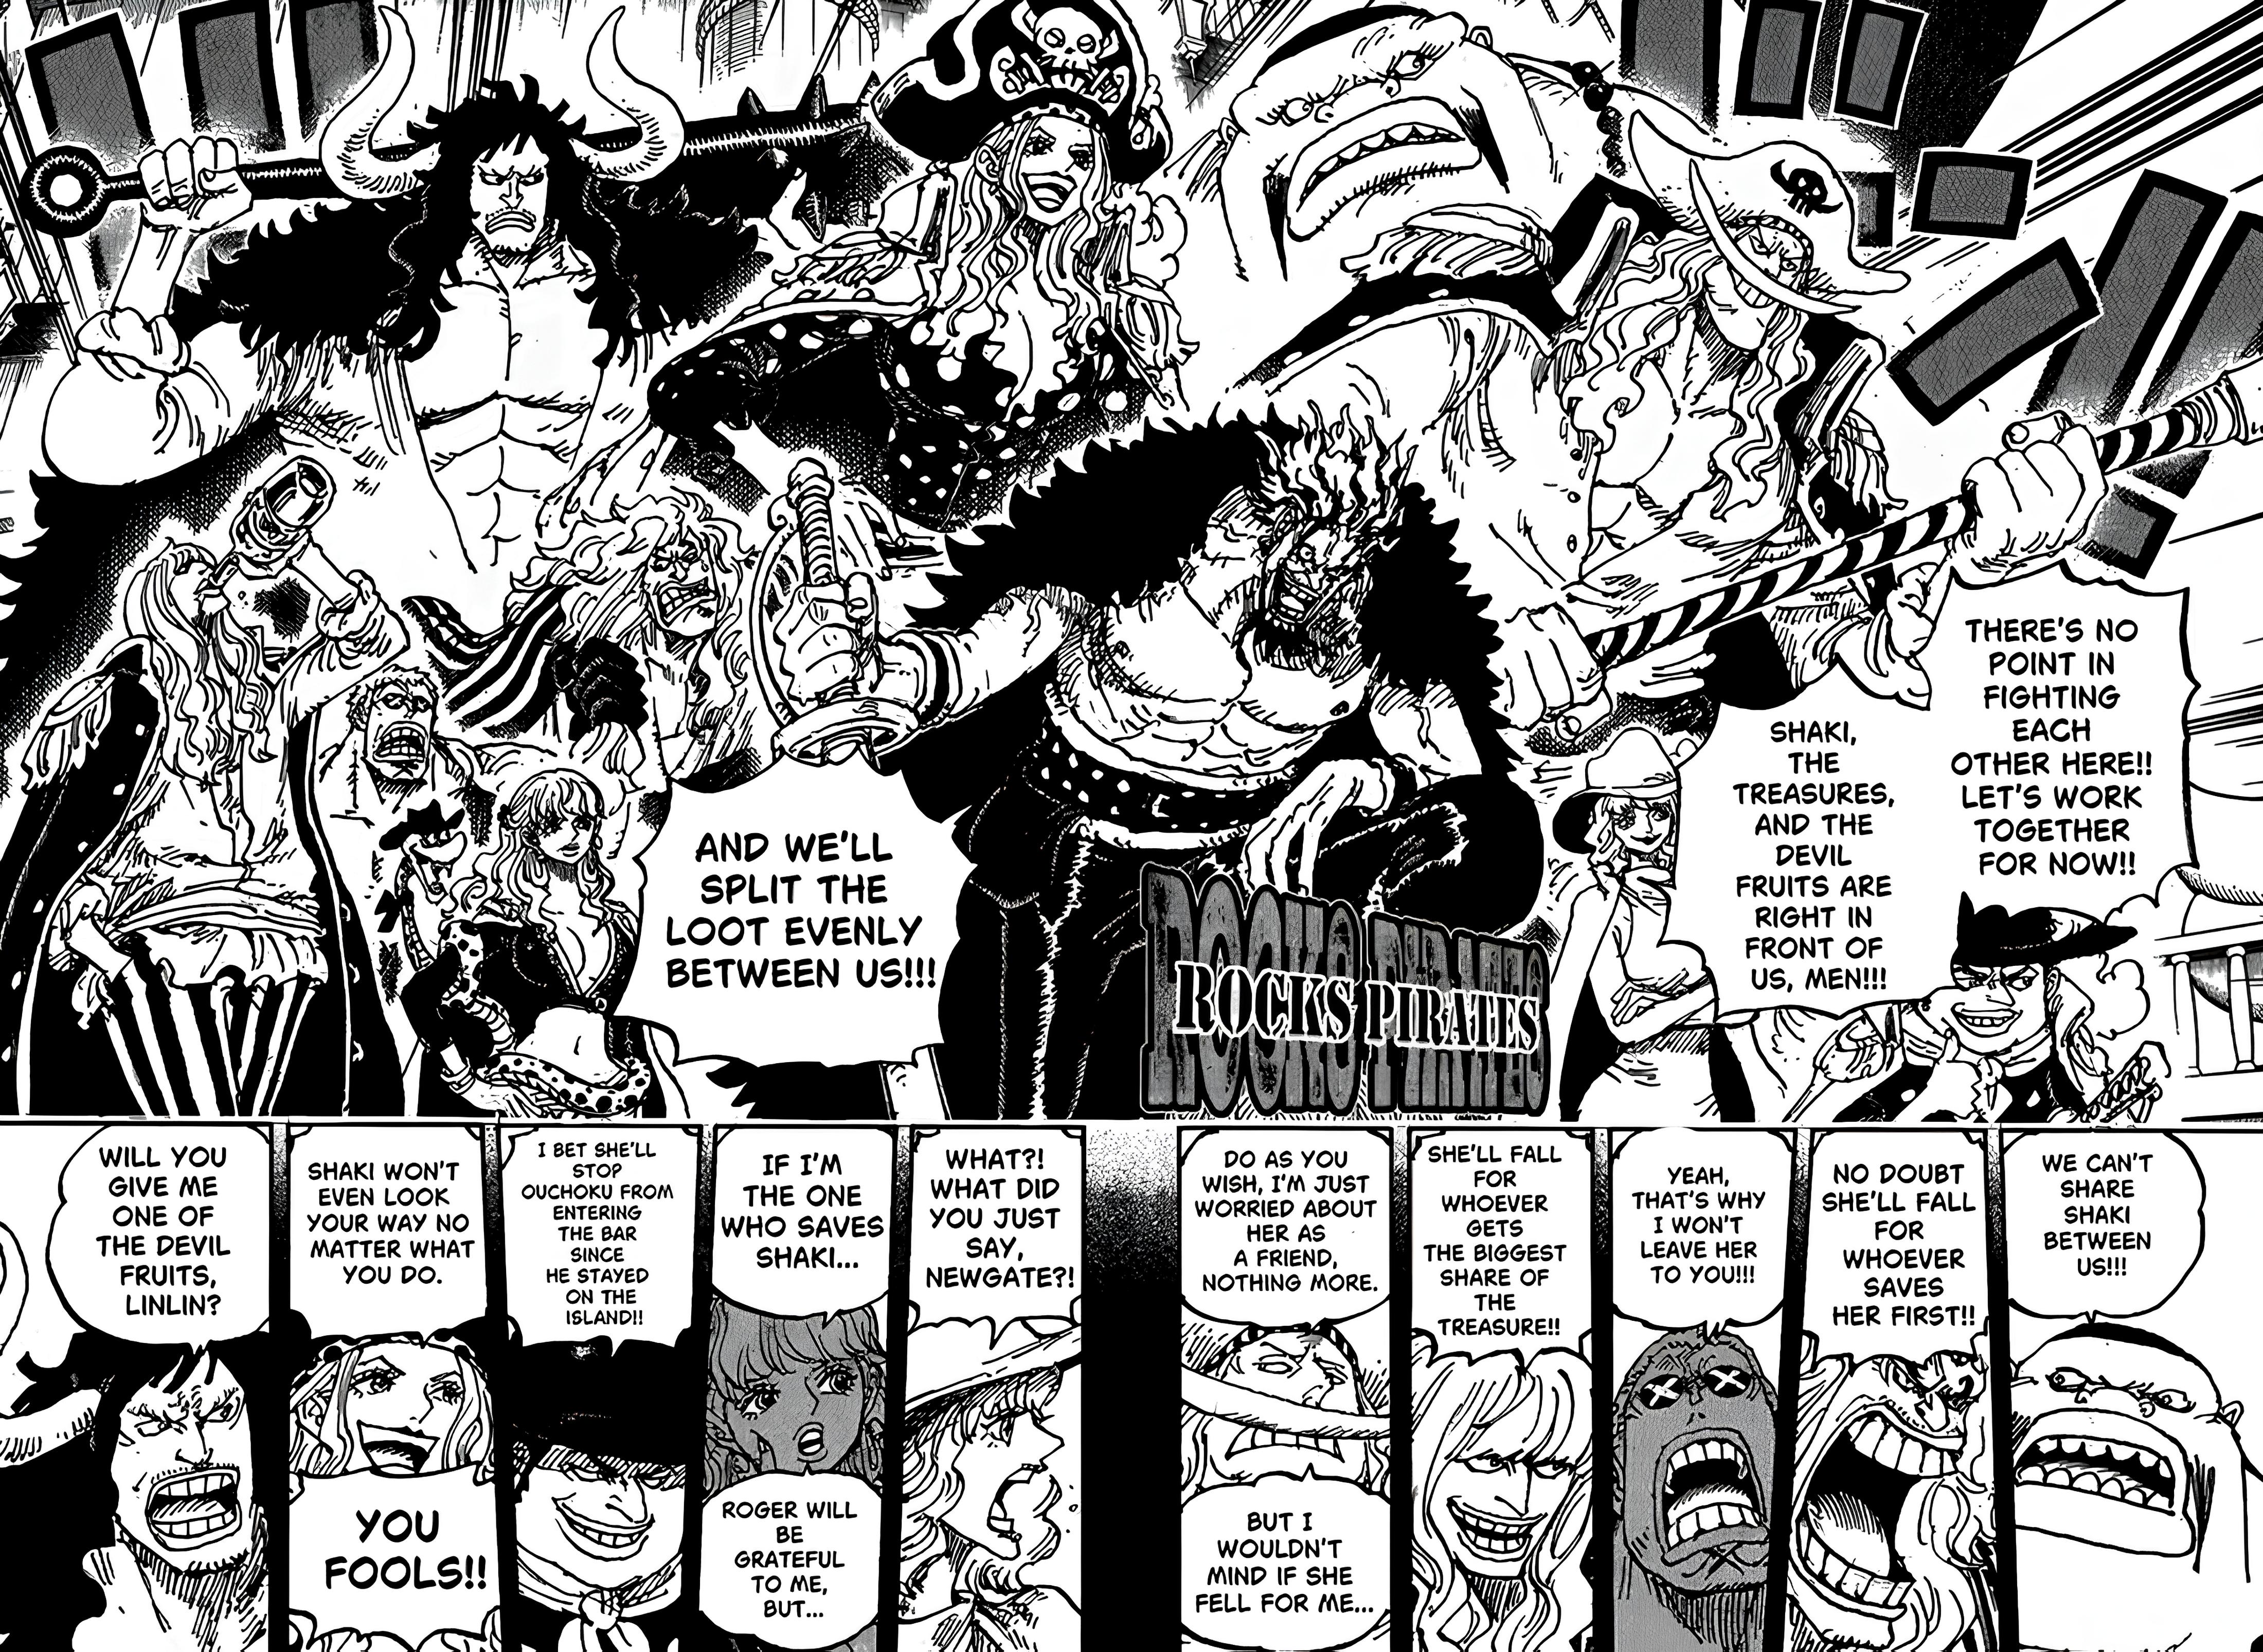 THERE'S NO
POINT IN
FIGHTING
EACH
OTHER HERE!!
LET'S WORK
TOGETHER
FOR NOW!!
SHAKI,
THE
TREASURES,
AND THE
DEVIL
FRUITS ARE
RIGHT IN
FRONT OF
US, MEN!!!
ROCKS PIRATES
ROCKS PIRATES
AND WE'LL
SPLIT THE
LOOT EVENLY
BETWEEN US!!!
WE CAN'T
SHARE
SHAKI
BETWEEN
US!!!
NO DOUBT
SHE'LL FALL
FOR
WHOEVER
SAVES
HER FIRST!!
YEAH,
THAT'S WHY
I WON'T
LEAVE HER
TO YOU!!!
SHE'LL FALL
FOR
WHOEVER
GETS
THE BIGGEST
SHARE OF
THE
TREASURE!!
DO AS YOU
WISH, I'M JUST
WORRIED ABOUT
HER AS
A FRIEND,
NOTHING MORE.
BUT I
WOULDN'T
MIND IF SHE
FELL FOR ME...
WHAT?!
WHAT DID
YOU JUST
SAY,
NEWGATE?!
IF I'M
THE ONE
WHO SAVES
SHAKI...
ROGER WILL
BE
GRATEFUL
TO ME,
BUT...
I BET SHE'LL
STOP
OUCHOKU FROM
ENTERING
THE BAR
SINCE
HE STAYED
ON THE
ISLAND!!
SHAKI WON'T
EVEN LOOK
YOUR WAY NO
MATTER WHAT
YOU DO.
YOU
FOOLS!!
WILL YOU
GIVE ME
ONE OF
THE DEVIL
FRUITS,
LINLIN?